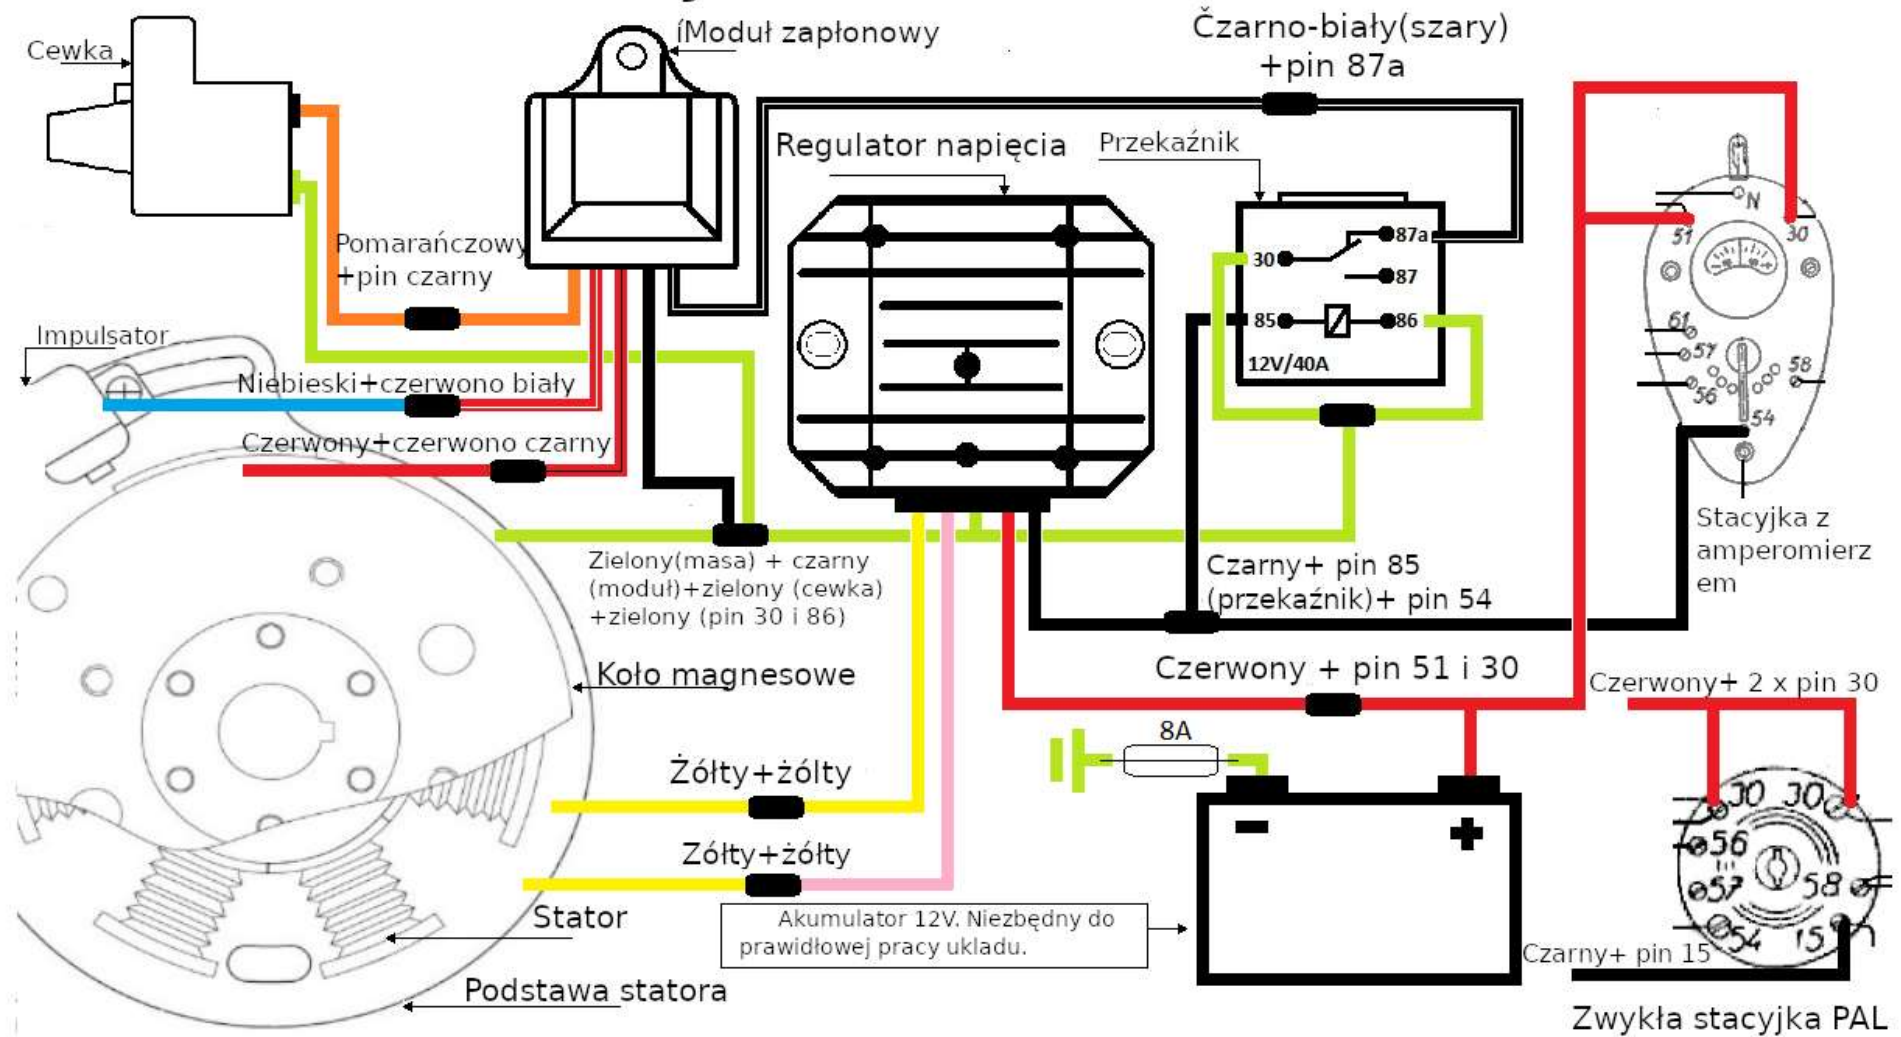 Cewka
íModuł zapłonowy
Čzarno-biały(szary)
+pin 87a
Regulator napięcia
Przekaźnik
87a
30
87
85
86
12V/40A
N
51
30
61
57
56
58
54
Pomarańczowy
+pin czarny
Impulsator
Niebieski+czerwono biały
Czerwony+czerwono czarny
Stacyjka z
amperomierz
em
Zielony(masa) + czarny
(moduł)+zielony (cewka)
+zielony (pin 30 i 86)
Czarny+ pin 85
(przekaźnik)+ pin 54
Koło magnesowe
Czerwony + pin 51 i 30
Czerwony+ 2 x pin 30
8A
Żółty+żólty
Zółty+żółty
30 30
56
57
58
54
15
Stator
Akumulator 12V. Niezbędny do
prawidłowej pracy ukladu.
Czarny+ pin 15
Podstawa statora
Zwykła stacyjka PAL